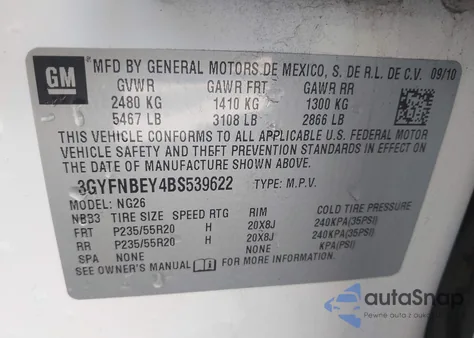 GM
MFD BY GENERAL MOTORS DE MEXICO, S. DE R.L. DE C.V. 09/10
GVWR GAWR FRT GAWR RR
2480 KG 1410 KG 1300 KG
5467 LB 3108 LB 2866 LB
THIS VEHICLE CONFORMS TO ALL APPLICABLE U.S. FEDERAL MOTOR
VEHICLE SAFETY AND THEFT PREVENTION STANDARDS IN EFFECT ON
THE DATE OF MANUFACTURE SHOWN ABOVE.
3GYFNBEY4BS539622 TYPE: M.P.V.
MODEL: NG26
NB33 TIRE SIZE SPEED RTG RIM COLD TIRE PRESSURE
FRT P235/55R20 H 20X8J 240KPA(35PSI)
RR P235/55R20 H 20X8J 240KPA(35PSI)
SPA NONE NONE KPA(PSI)
SEE OWNER'S MANUAL FOR MORE INFORMATION.
autoSnap
Pewne auto z aukcji